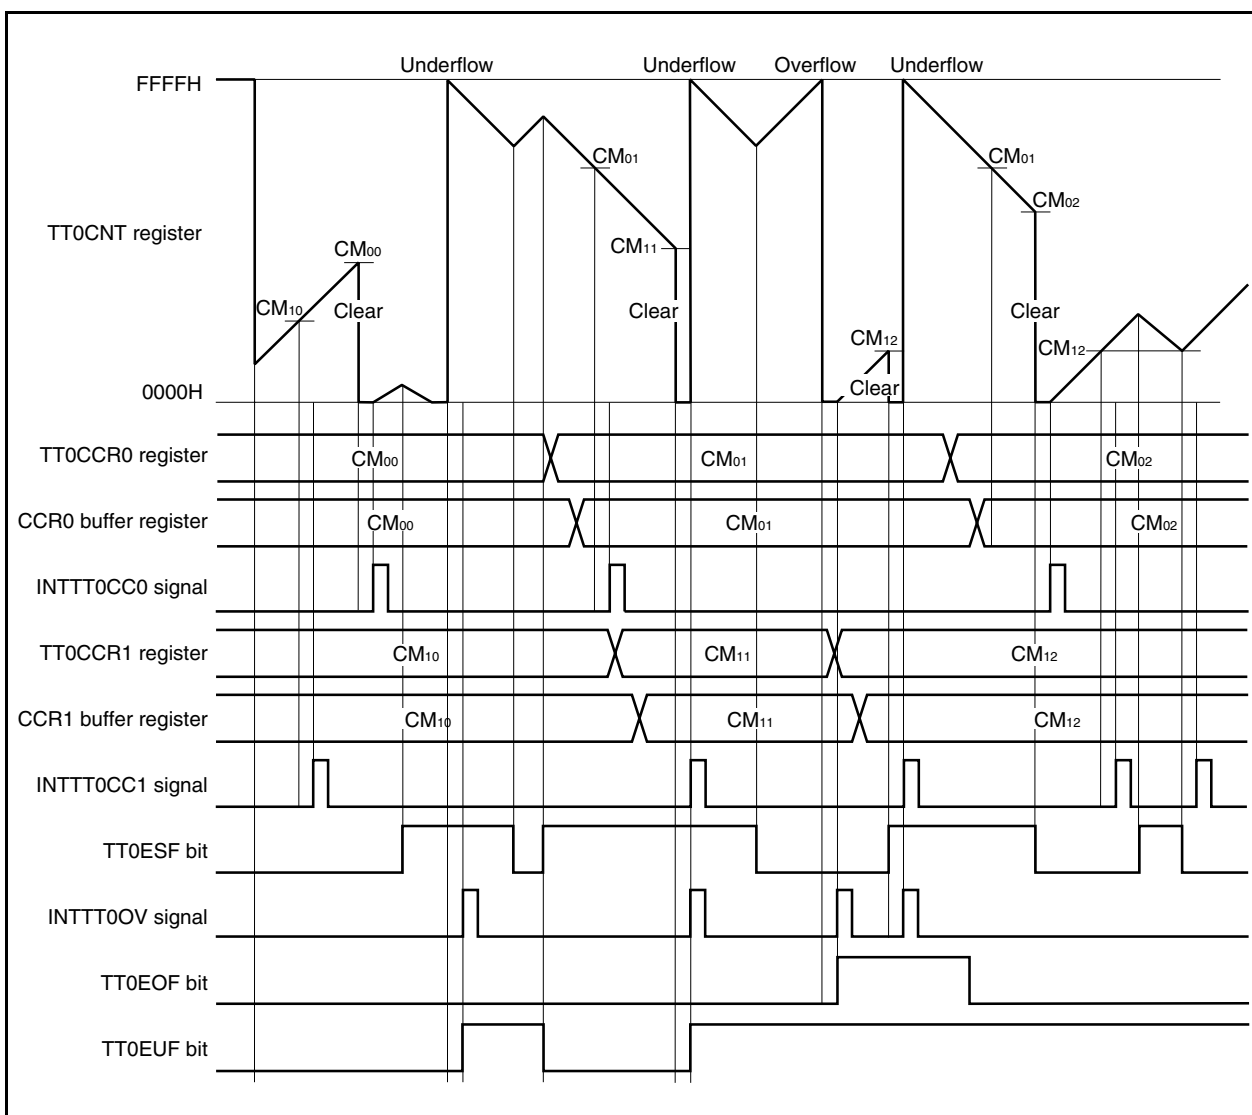 Underflow Underflow Overflow Underflow
FFFFH
CM01 CM01
CM02
TT0CNT register
CM00 CM11
CM10 Clear Clear Clear
CM12 CM12
Clear
0000H
TT0CCR0 register CM00 CM01 CM02
CCR0 buffer register CM00 CM01 CM02
INTTT0CC0 signal
TT0CCR1 register CM10 CM11 CM12
CCR1 buffer register CM10 CM11 CM12
INTTT0CC1 signal
TT0ESF bit
INTTT0OV signal
TT0EOF bit
TT0EUF bit